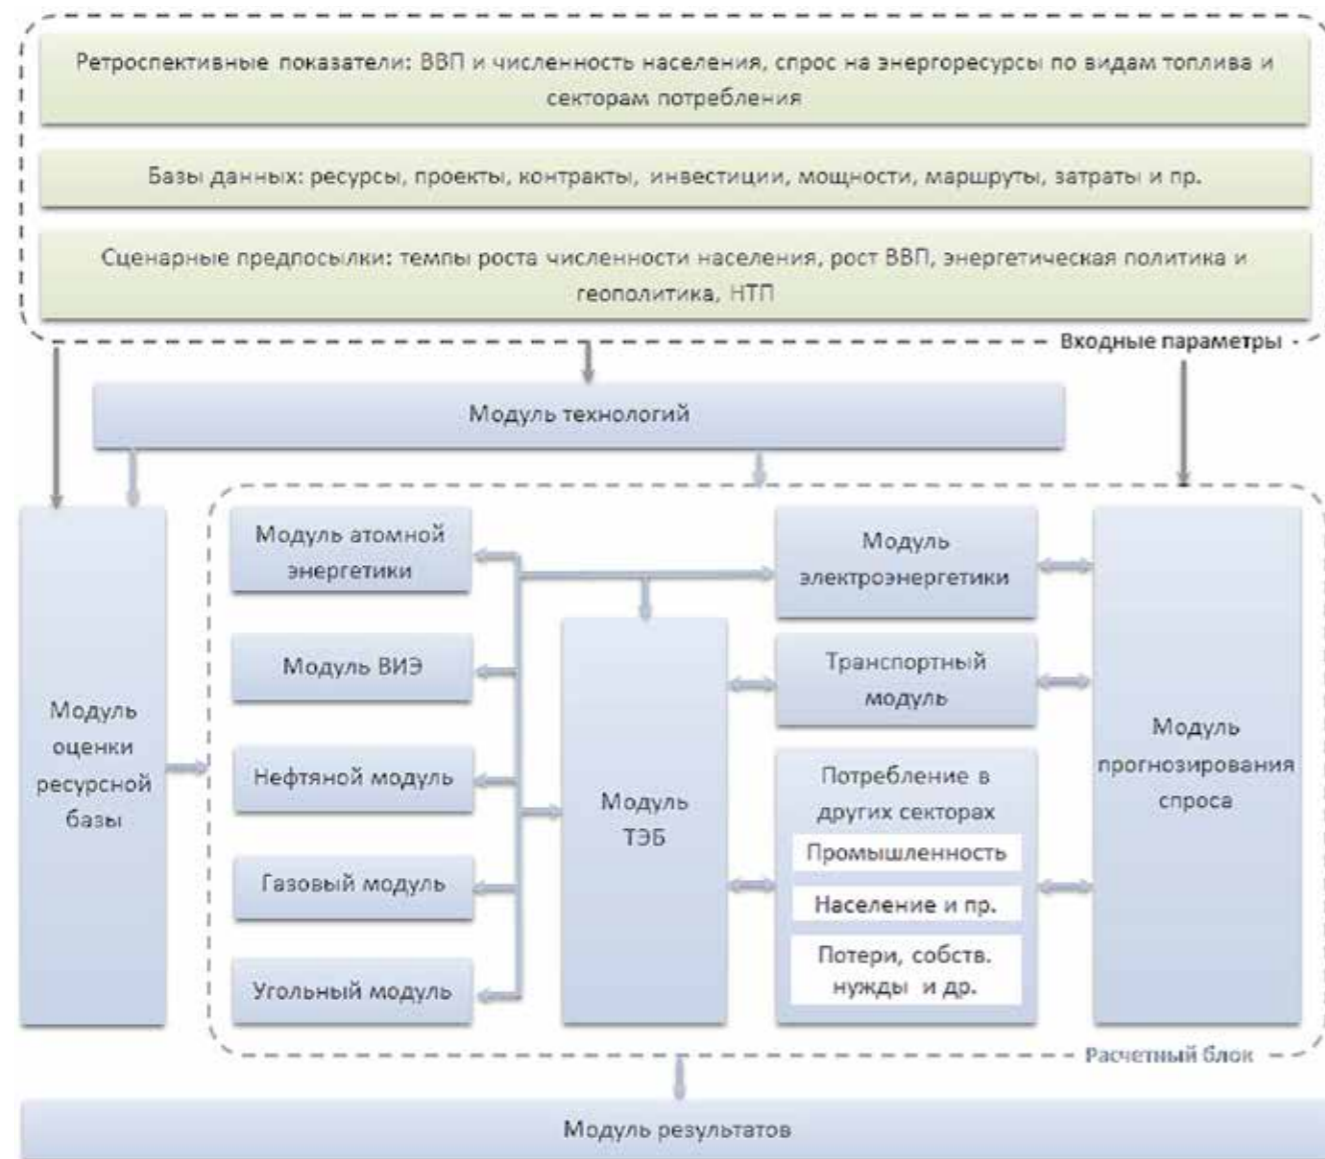 Ретроспективные показатели: ВВП и численность населения, спрос на энергоресурсы по видам топлива и
секторам потребления
Базы данных: ресурсы, проекты, контракты, инвестиции, мощности, маршруты, затраты и пр.
Сценарные предпосылки: темпы роста численности населения, рост ВВП, энергетическая политика и
геополитика, НТП
Входные параметры
Модуль технологий
Модуль
оценки
ресурсной
базы
Модуль атомной
энергетики
Модуль ВИЭ
Нефтяной модуль
Газовый модуль
Угольный модуль
Модуль
ТЭБ
Модуль
электроэнергетики
Транспортный
модуль
Потребление в
других секторах
Промышленность
Население и пр.
Потери, собств.
нужды и др.
Модуль
прогнозирования
спроса
Расчетный блок
Модуль результатов